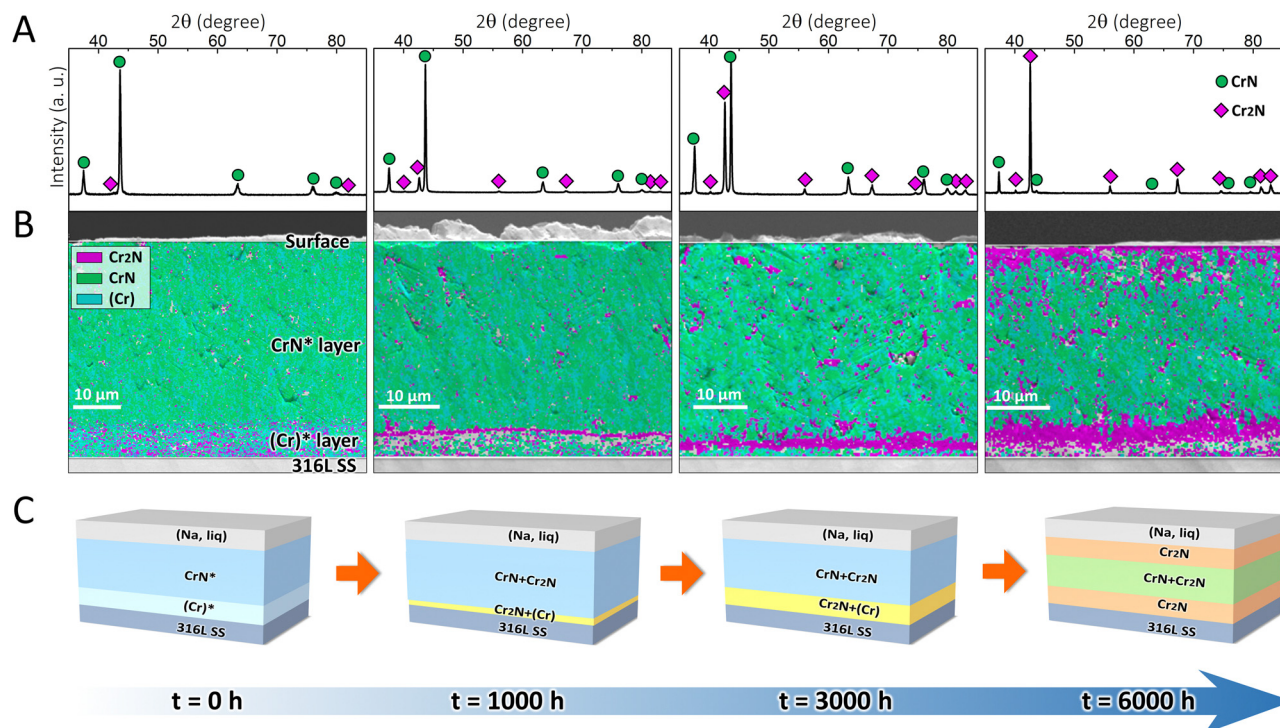 A
2θ (degree)
2θ (degree)
2θ (degree)
2θ (degree)
40 50 60 70 80
40 50 60 70 80
40 50 60 70 80
40 50 60 70 80
Intensity (a. u.)
CrN
Cr2N
B
Surface
Cr2N
CrN
(Cr)
CrN* layer
10 μm
10 μm
10 μm
10 μm
(Cr)* layer
316L SS
C
(Na, liq)
CrN*
(Cr)*
316L SS
(Na, liq)
CrN+Cr2N
Cr2N+(Cr)
316L SS
(Na, liq)
CrN+Cr2N
Cr2N+(Cr)
316L SS
(Na, liq)
Cr2N
CrN+Cr2N
Cr2N
316L SS
t = 0 h
t = 1000 h
t = 3000 h
t = 6000 h